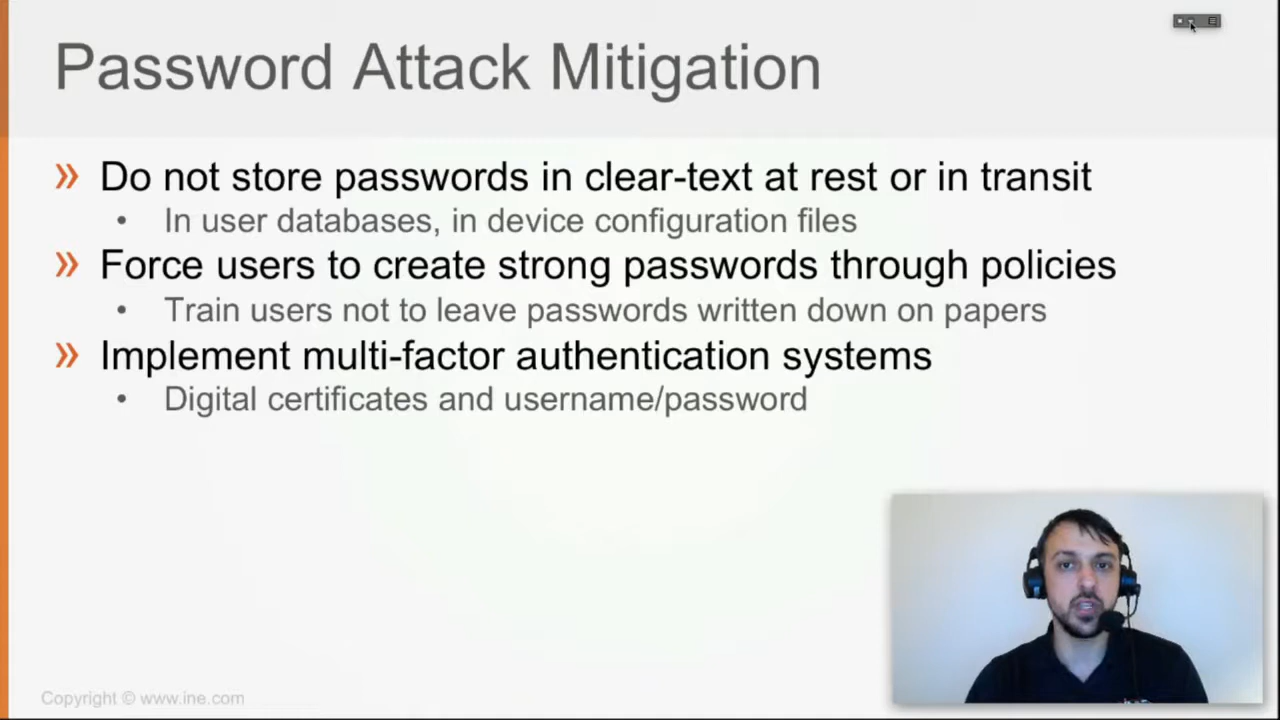 Password Attack Mitigation
» Do not store passwords in clear-text at rest or in transit
• In user databases, in device configuration files
» Force users to create strong passwords through policies
• Train users not to leave passwords written down on papers
» Implement multi-factor authentication systems
• Digital certificates and username/password
Copyright © www.ine.com